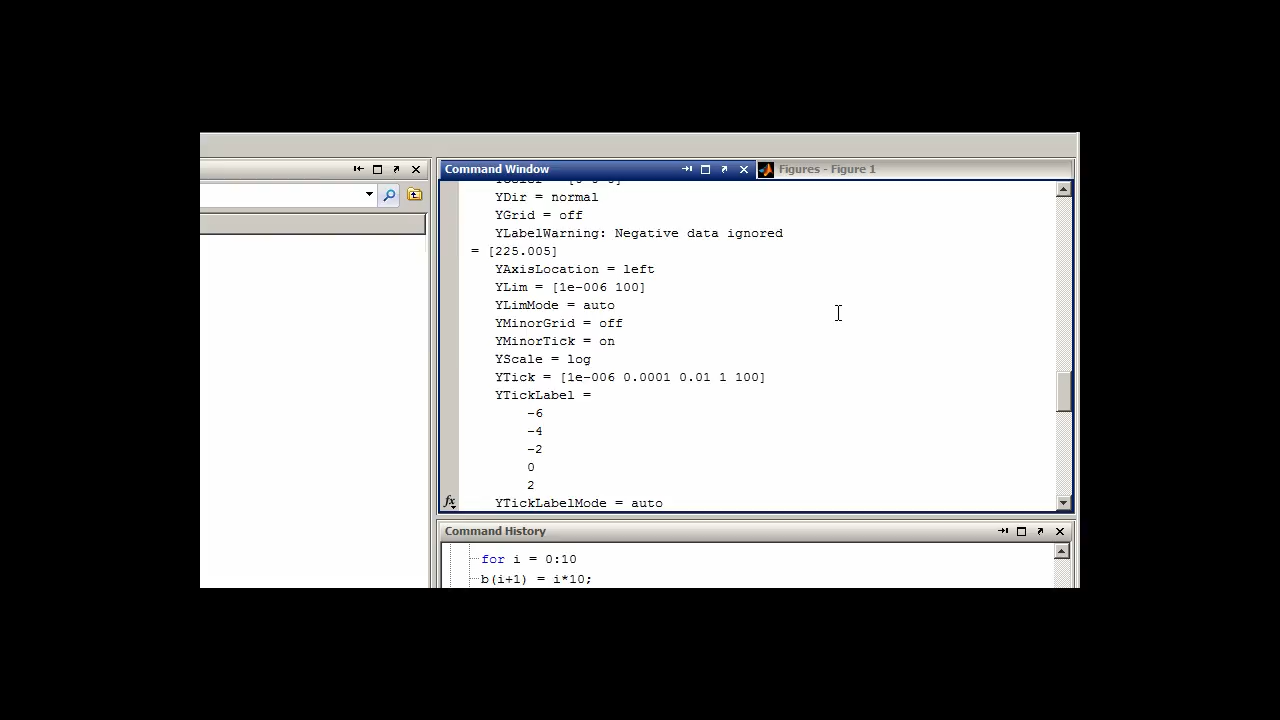 Command Window
Figures - Figure 1
YDir = normal
YGrid = off
YLabelWarning: Negative data ignored
= [225.005]
YAxisLocation = left
YLim = [1e-006 100]
YLimMode = auto
YMinorGrid = off
YMinorTick = on
YScale = log
YTick = [1e-006 0.0001 0.01 1 100]
YTickLabel =
-6
-4
-2
0
2
YTickLabelMode = auto
fx
Command History
for i = 0:10
b(i+1) = i*10;